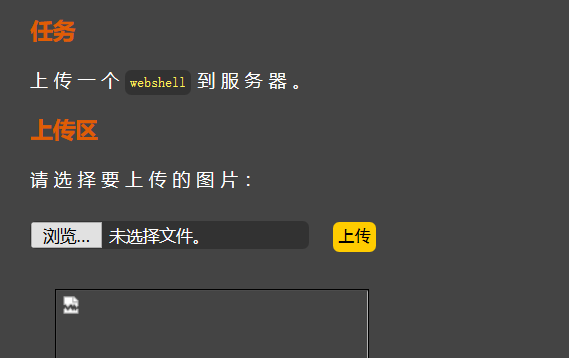 任务
上传一个 webshell 到服务器。
上传区
请选择要上传的图片：
浏览... 未选择文件。 上传